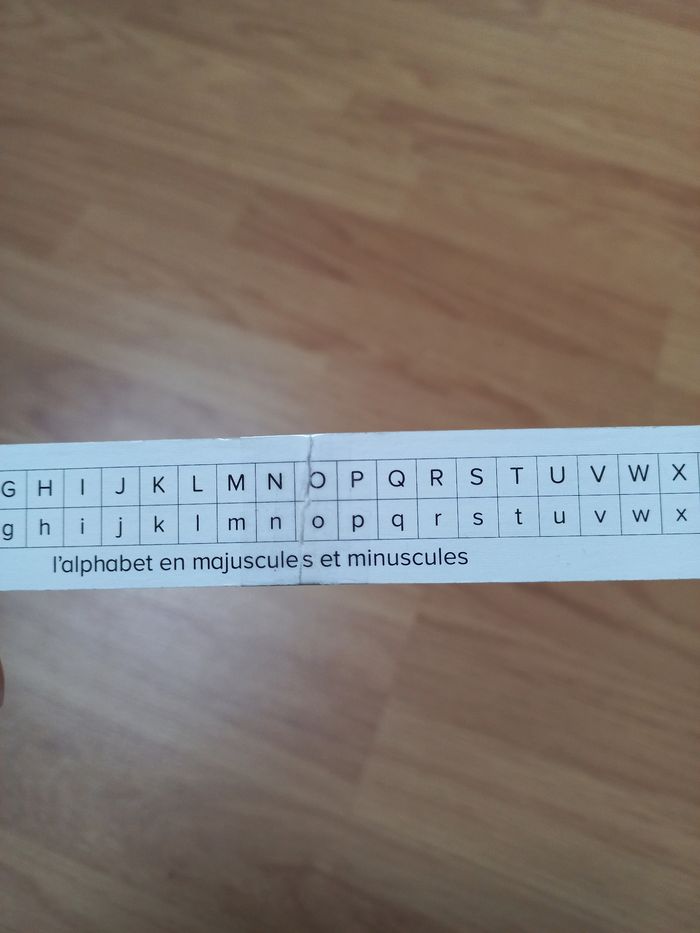 G H I J K L M N O P Q R S T U V W X
g h i j k l m n o p q r s t u v w x
l'alphabet en majuscules et minuscules